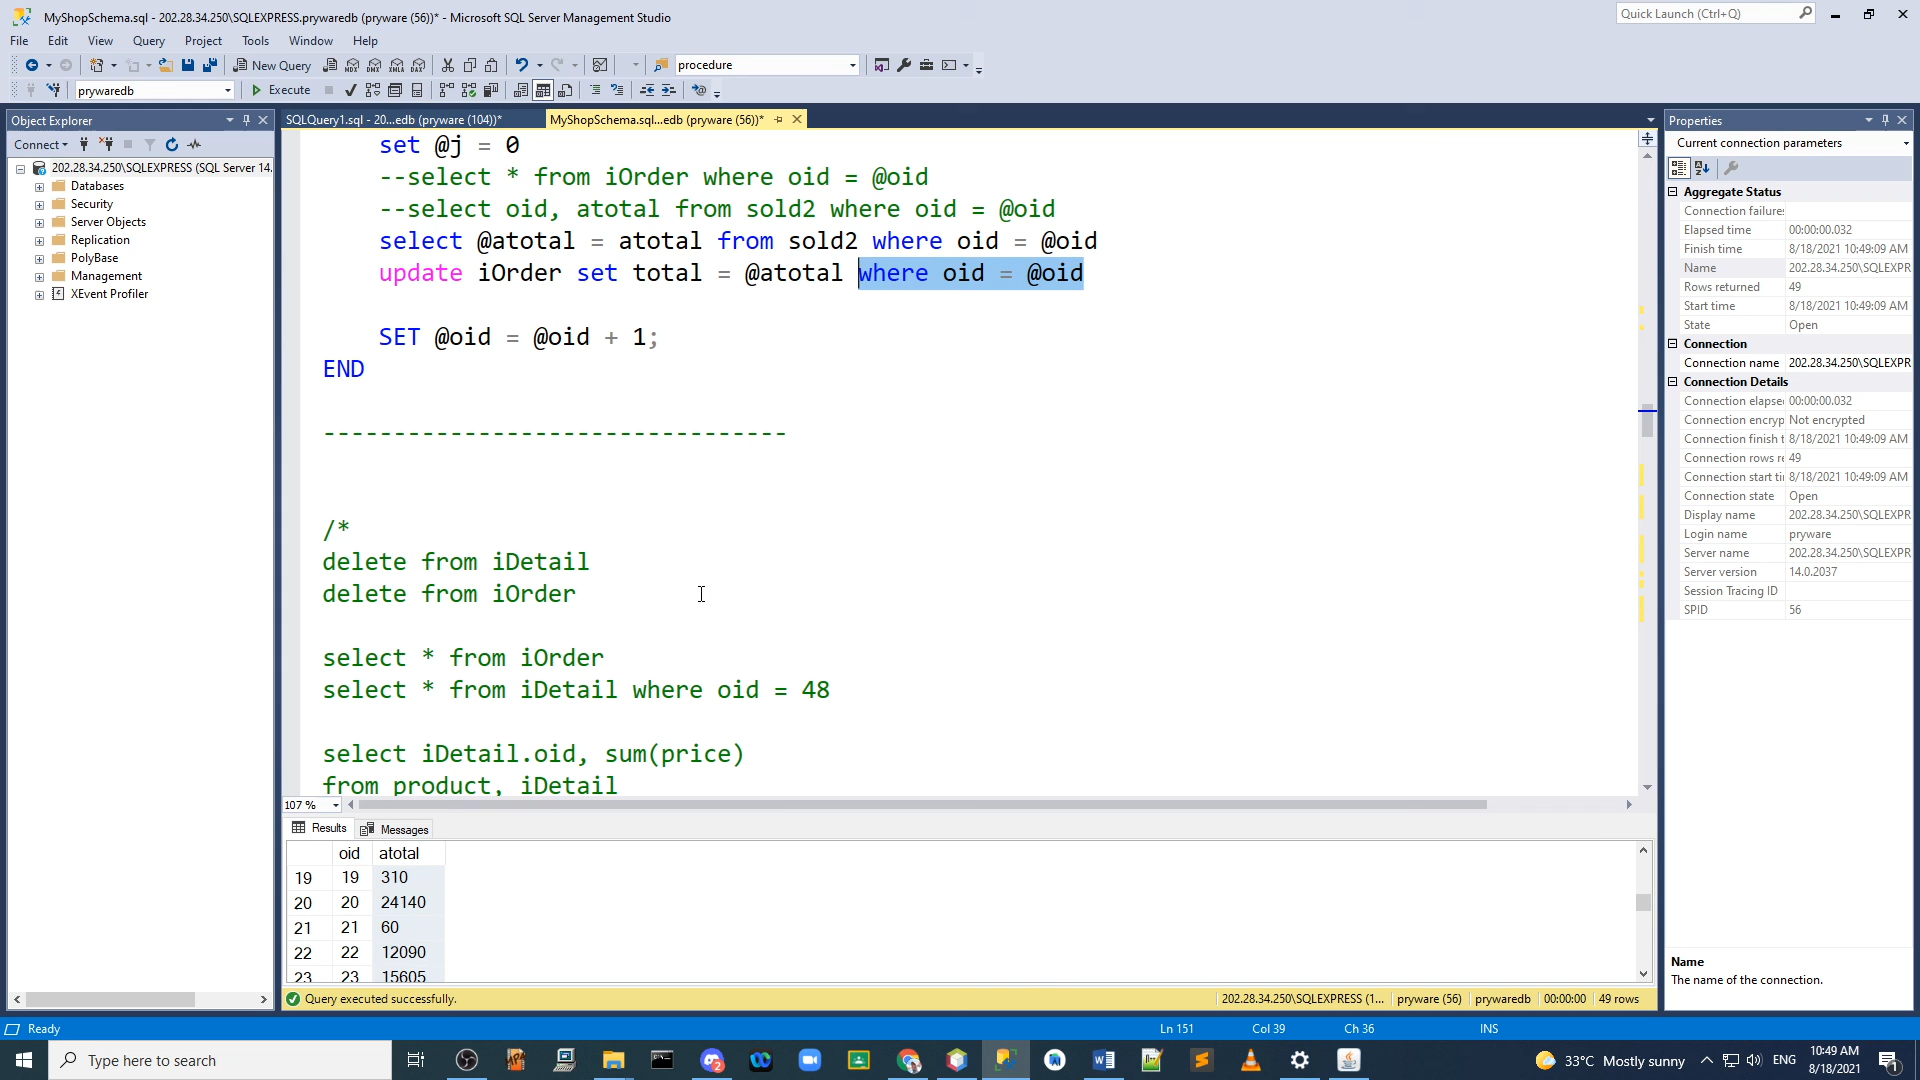 MyShopSchema.sql - 202.28.34.250\SQLEXPRESS.prywaredb (pryware (56))* - Microsoft SQL Server Management Studio
Quick Launch (Ctrl+Q)
File Edit View Query Project Tools Window Help
New Query
procedure
prywaredb
Execute
Object Explorer
Connect
202.28.34.250\SQLEXPRESS (SQL Server 14.
Databases
Security
Server Objects
Replication
PolyBase
Management
XEvent Profiler
SQLQuery1.sql - 20...edb (pryware (104))*
MyShopSchema.sql...edb (pryware (56))*
set @j = 0
--select * from iOrder where oid = @oid
--select oid, atotal from sold2 where oid = @oid
select @atotal = atotal from sold2 where oid = @oid
update iOrder set total = @atotal where oid = @oid
SET @oid = @oid + 1;
END
---------------------------------
/*
delete from iDetail
delete from iOrder
select * from iOrder
select * from iDetail where oid = 48
select iDetail.oid, sum(price)
from product, iDetail
107 %
Results Messages
oid atotal
19 19 310
20 20 24140
21 21 60
22 22 12090
23 23 15605
Query executed successfully.
202.28.34.250\SQLEXPRESS (1... pryware (56) prywaredb 00:00:00 49 rows
Properties
Current connection parameters
Aggregate Status
Connection failure:
Elapsed time 00:00:00.032
Finish time 8/18/2021 10:49:09 AM
Name 202.28.34.250\SQLEXPR
Rows returned 49
Start time 8/18/2021 10:49:09 AM
State Open
Connection
Connection name 202.28.34.250\SQLEXPR
Connection Details
Connection elapse 00:00:00.032
Connection encryp Not encrypted
Connection finish t 8/18/2021 10:49:09 AM
Connection rows re 49
Connection start ti 8/18/2021 10:49:09 AM
Connection state Open
Display name 202.28.34.250\SQLEXPR
Login name pryware
Server name 202.28.34.250\SQLEXPR
Server version 14.0.2037
Session Tracing ID
SPID 56
Name
The name of the connection.
Ready
Ln 151 Col 39 Ch 36 INS
Type here to search
33°C Mostly sunny
ENG
10:49 AM
8/18/2021